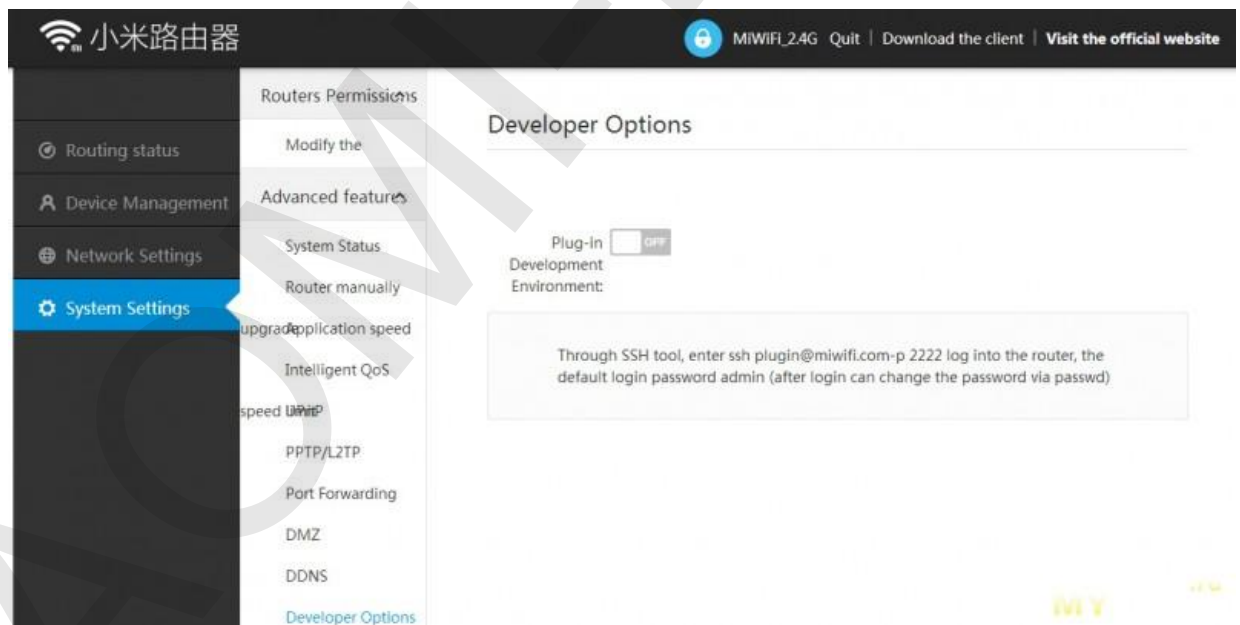 小米路由器
MiWiFi_2.4G Quit | Download the client | Visit the official website
Routing status
Device Management
Network Settings
System Settings
Routers Permissions
Modify the
Advanced features
System Status
Router manually
upgrade Application speed
Intelligent QoS
speed Limit UPnP
PPTP/L2TP
Port Forwarding
DMZ
DDNS
Developer Options
Developer Options
Plug-In OFF
Development
Environment:
Through SSH tool, enter ssh plugin@miwifi.com-p 2222 log into the router, the
default login password admin (after login can change the password via passwd)
MY
.ru